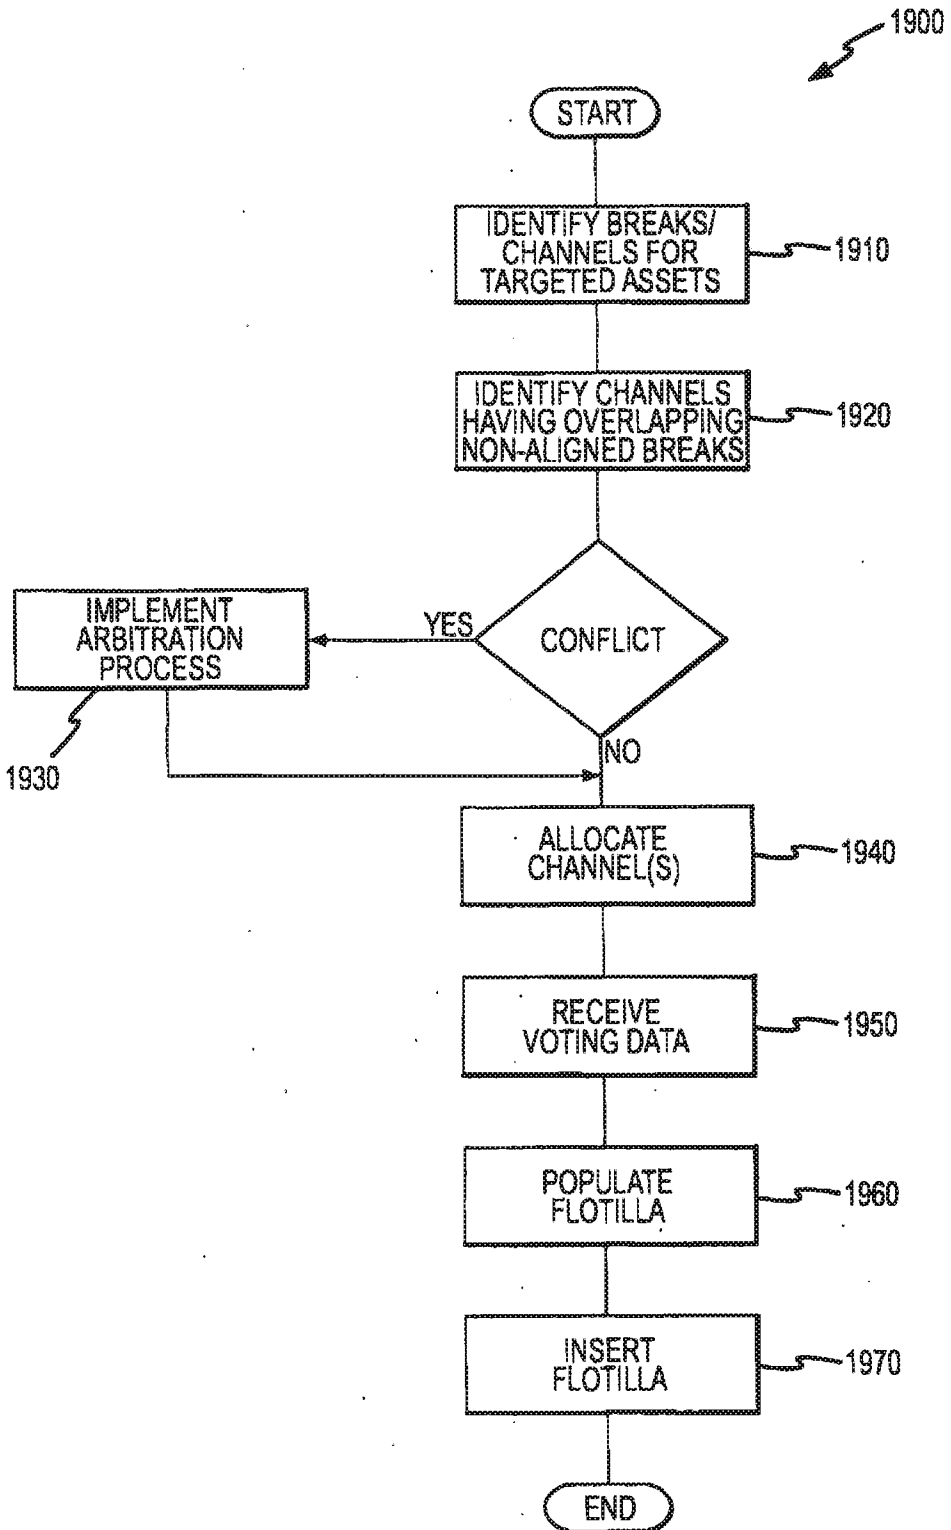 1900
START
IDENTIFY BREAKS/
CHANNELS FOR
TARGETED ASSETS
1910
IDENTIFY CHANNELS
HAVING OVERLAPPING
NON-ALIGNED BREAKS
1920
IMPLEMENT
ARBITRATION
PROCESS
YES
CONFLICT
1930
NO
ALLOCATE
CHANNEL(S)
1940
RECEIVE
VOTING DATA
1950
POPULATE
FLOTILLA
1960
INSERT
FLOTILLA
1970
END